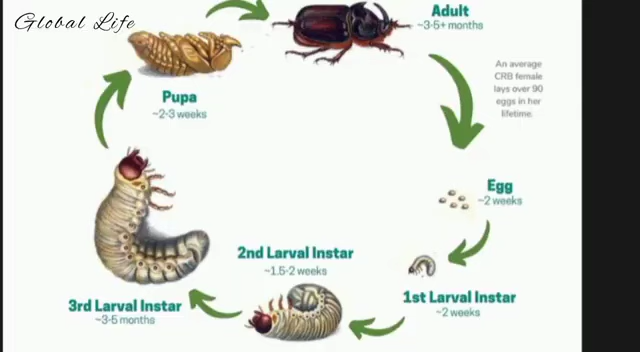 Global Life
Adult
~3-5+ months
An average
CRB female
lays over 90
eggs in her
lifetime.
Pupa
~2-3 weeks
Egg
~2 weeks
2nd Larval Instar
~1.5-2 weeks
1st Larval Instar
~2 weeks
3rd Larval Instar
~3-5 months